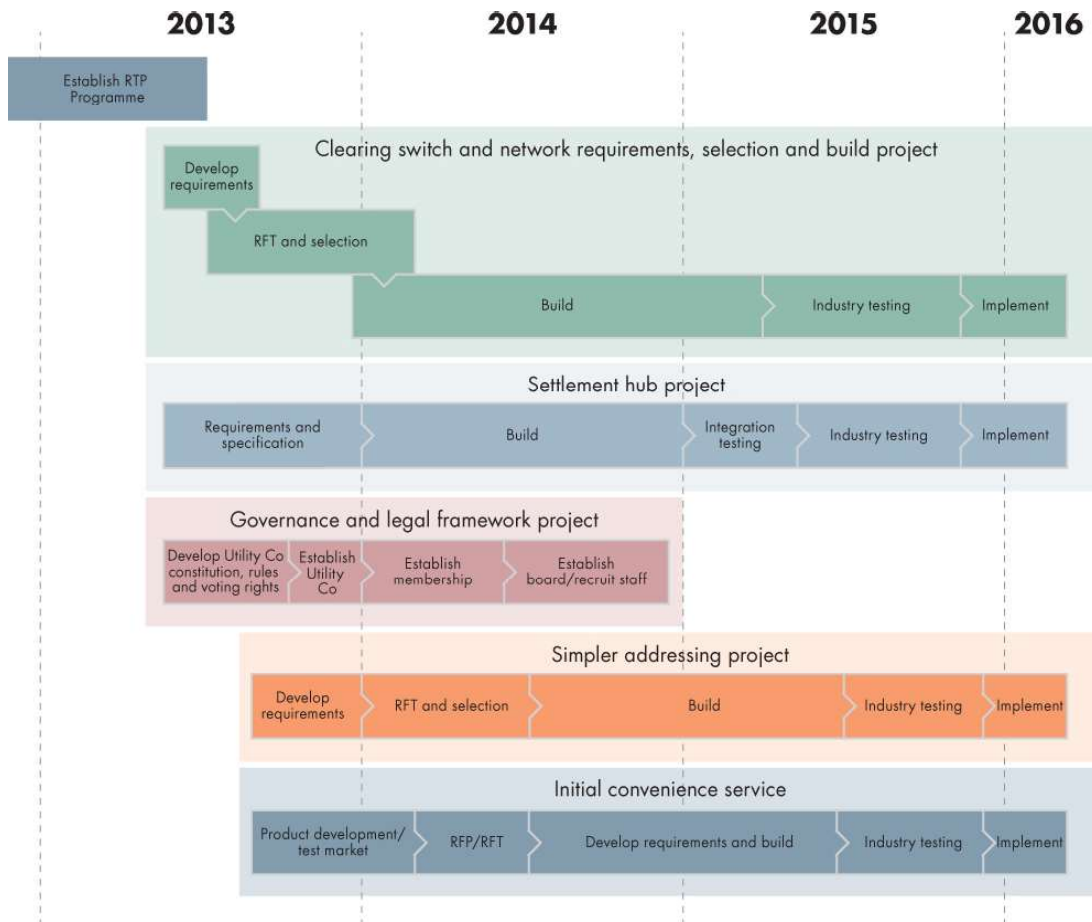 2013 2014 2015 2016
Establish RTP
Programme
Clearing switch and network requirements, selection and build project
Develop
requirements
RFT and selection
Build Industry testing Implement
Settlement hub project
Requirements and
specification
Build
Integration
testing
Industry testing
Implement
Governance and legal framework project
Develop Utility Co
constitution, rules
and voting rights
Establish
Utility
Co
Establish
membership
Establish
board/recruit staff
Simpler addressing project
Develop
requirements
RFT and selection
Build
Industry testing
Implement
Initial convenience service
Product development/
test market
RFP/RFT
Develop requirements and build
Industry testing
Implement